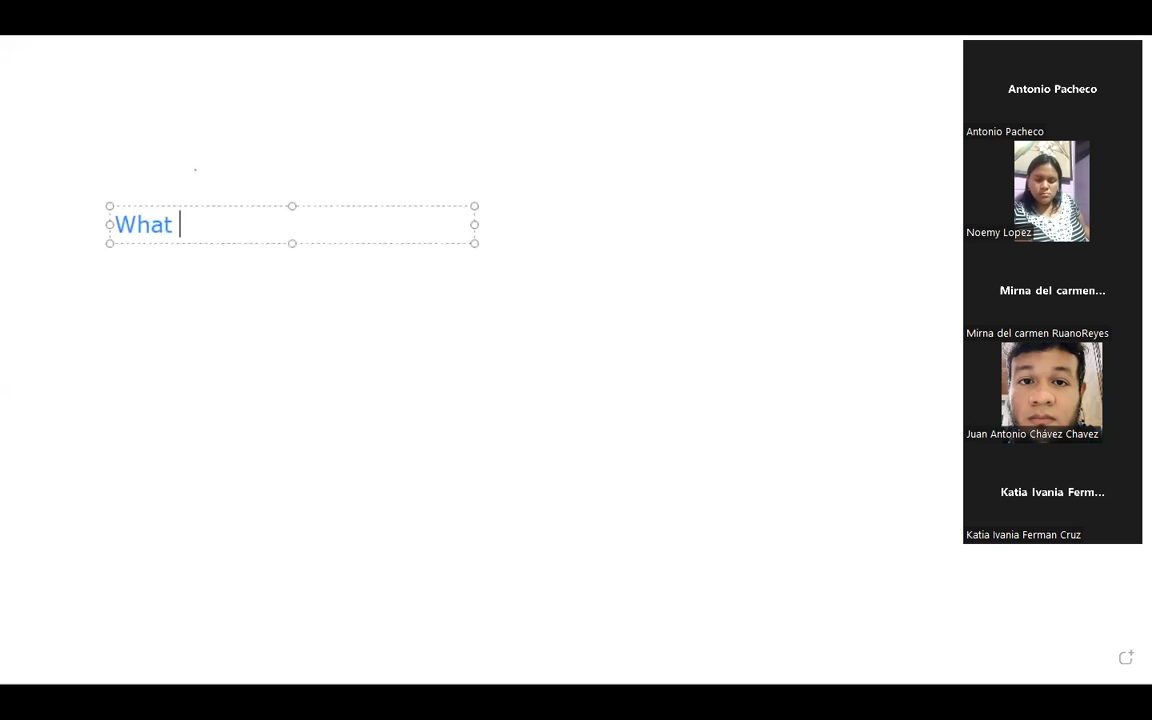 What
Antonio Pacheco
Antonio Pacheco
Noemy Lopez
Mirna del carmen...
Mirna del carmen RuanoReyes
Juan Antonio Chávez Chavez
Katia Ivania Ferm...
Katia Ivania Ferman Cruz